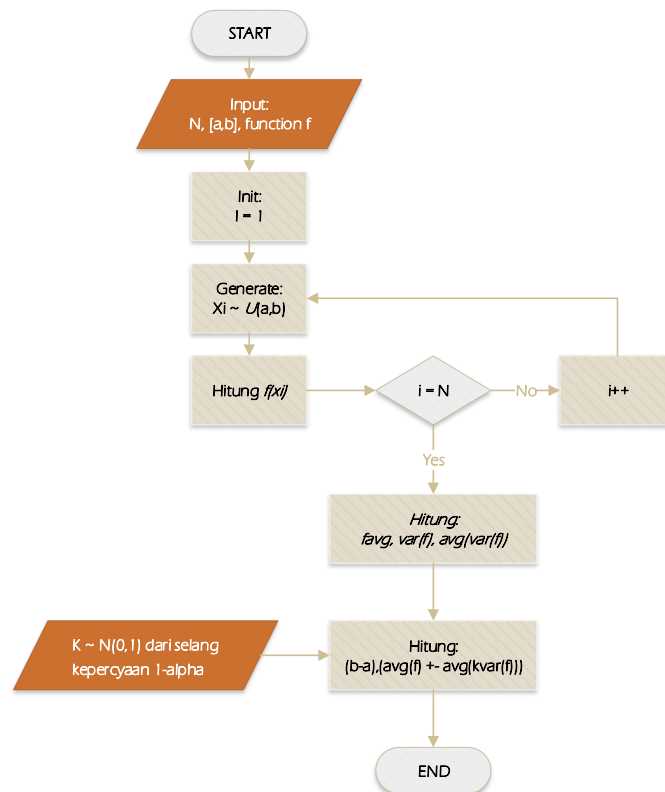 START
Input:
N, [a,b], function f
Init:
I = 1
Generate:
Xi ~ U(a,b)
Hitung f(xi)
i = N
No
i++
Yes
Hitung:
favg, var(f), avg(var(f))
K ~ N(0,1) dari selang
kepercyaan 1-alpha
Hitung:
(b-a),(avg(f) +- avg(kvar(f)))
END